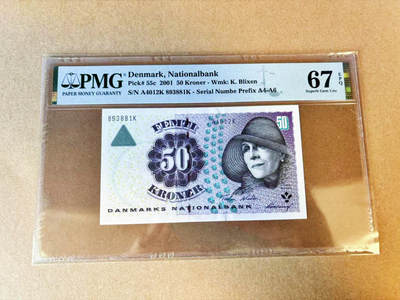 PMG
PAPER MONEY GUARANTY
Denmark, Nationalbank
Pick# 55c 2001 50 Kroner - Wmk: K. Blixen
S/N A4012K 893881K - Serial Numbe Prefix A4-A6
67 EPQ
Superb Gem Unc
893881K
FEMTI
50
KRONER
50
DANMARKS NATIONALBANK